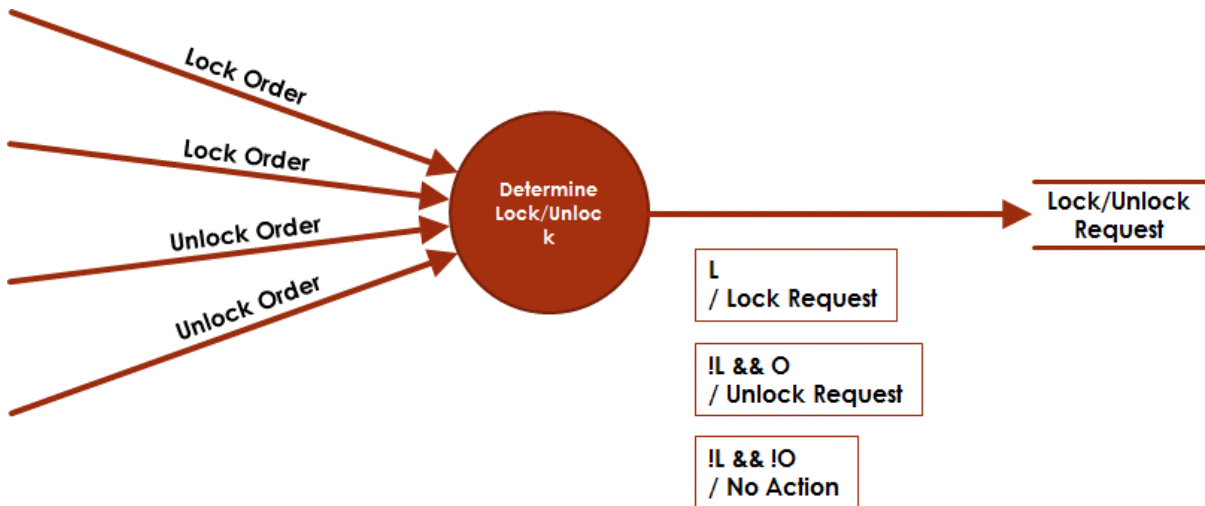 Lock Order
Lock Order
Unlock Order
Unlock Order
Determine
Lock/Unloc
k
Lock/Unlock
Request
L
/ Lock Request
!L && O
/ Unlock Request
!L && !O
/ No Action